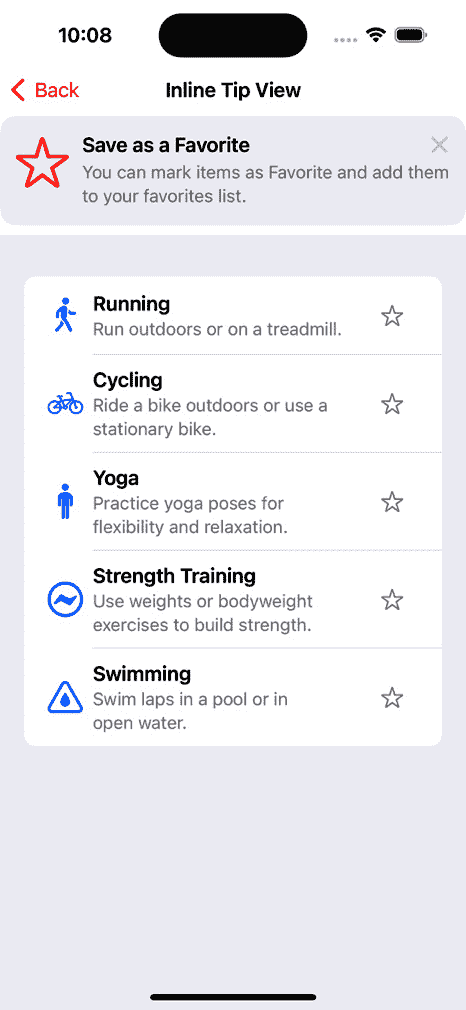 10:08
Back
Inline Tip View
Save as a Favorite
You can mark items as Favorite and add them
to your favorites list.
Running
Run outdoors or on a treadmill.
Cycling
Ride a bike outdoors or use a
stationary bike.
Yoga
Practice yoga poses for
flexibility and relaxation.
Strength Training
Use weights or bodyweight
exercises to build strength.
Swimming
Swim laps in a pool or in
open water.